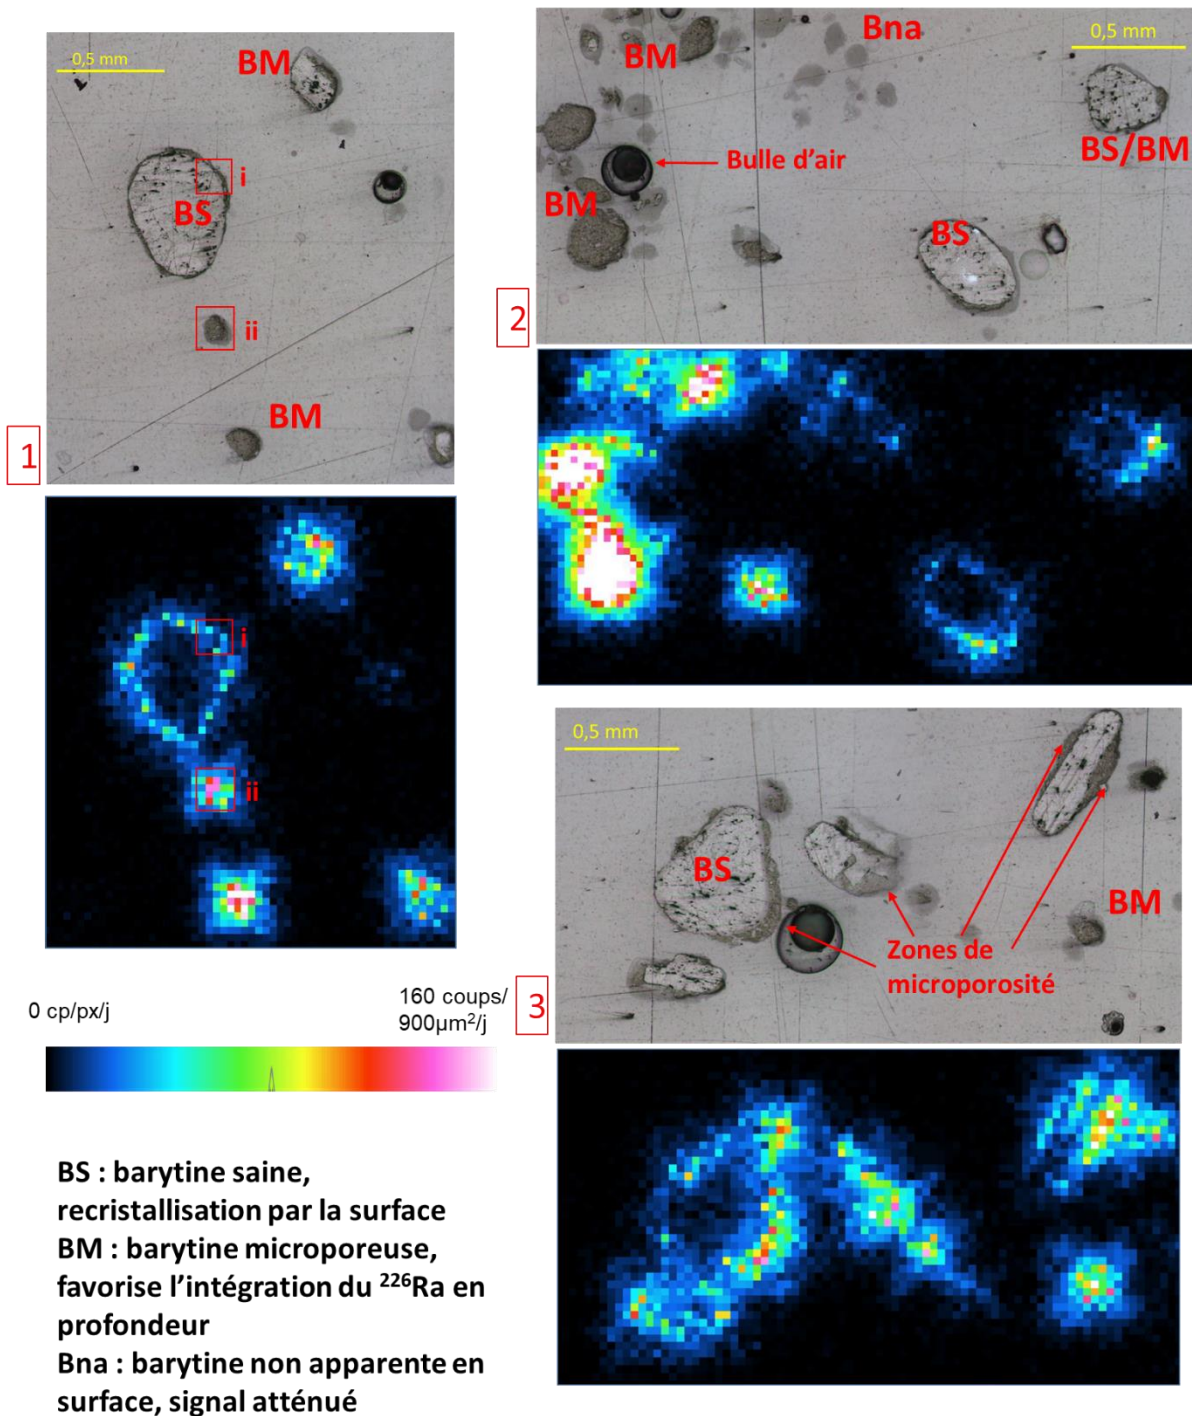 0,5 mm
BM
i
BS
ii
BM
1
i
ii
0 cp/px/j
160 coups/
900µm²/j
BS : barytine saine,
recristallisation par la surface
BM : barytine microporeuse,
favorise l’intégration du ²²⁶Ra en
profondeur
Bna : barytine non apparente en
surface, signal atténué
BM
Bna
0,5 mm
Bulle d’air
BS/BM
BM
BS
2
0,5 mm
BS
BM
Zones de
microporosité
3